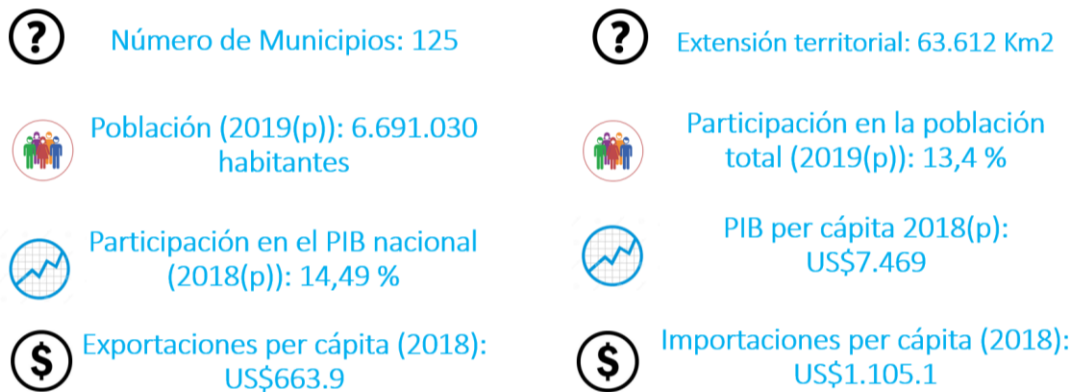 Número de Municipios: 125
Extensión territorial: 63.612 Km2
Población (2019(p)): 6.691.030
habitantes
Participación en la población
total (2019(p)): 13,4 %
Participación en el PIB nacional
(2018(p)): 14,49 %
PIB per cápita 2018(p):
US$7.469
Exportaciones per cápita (2018):
US$663.9
Importaciones per cápita (2018):
US$1.105.1